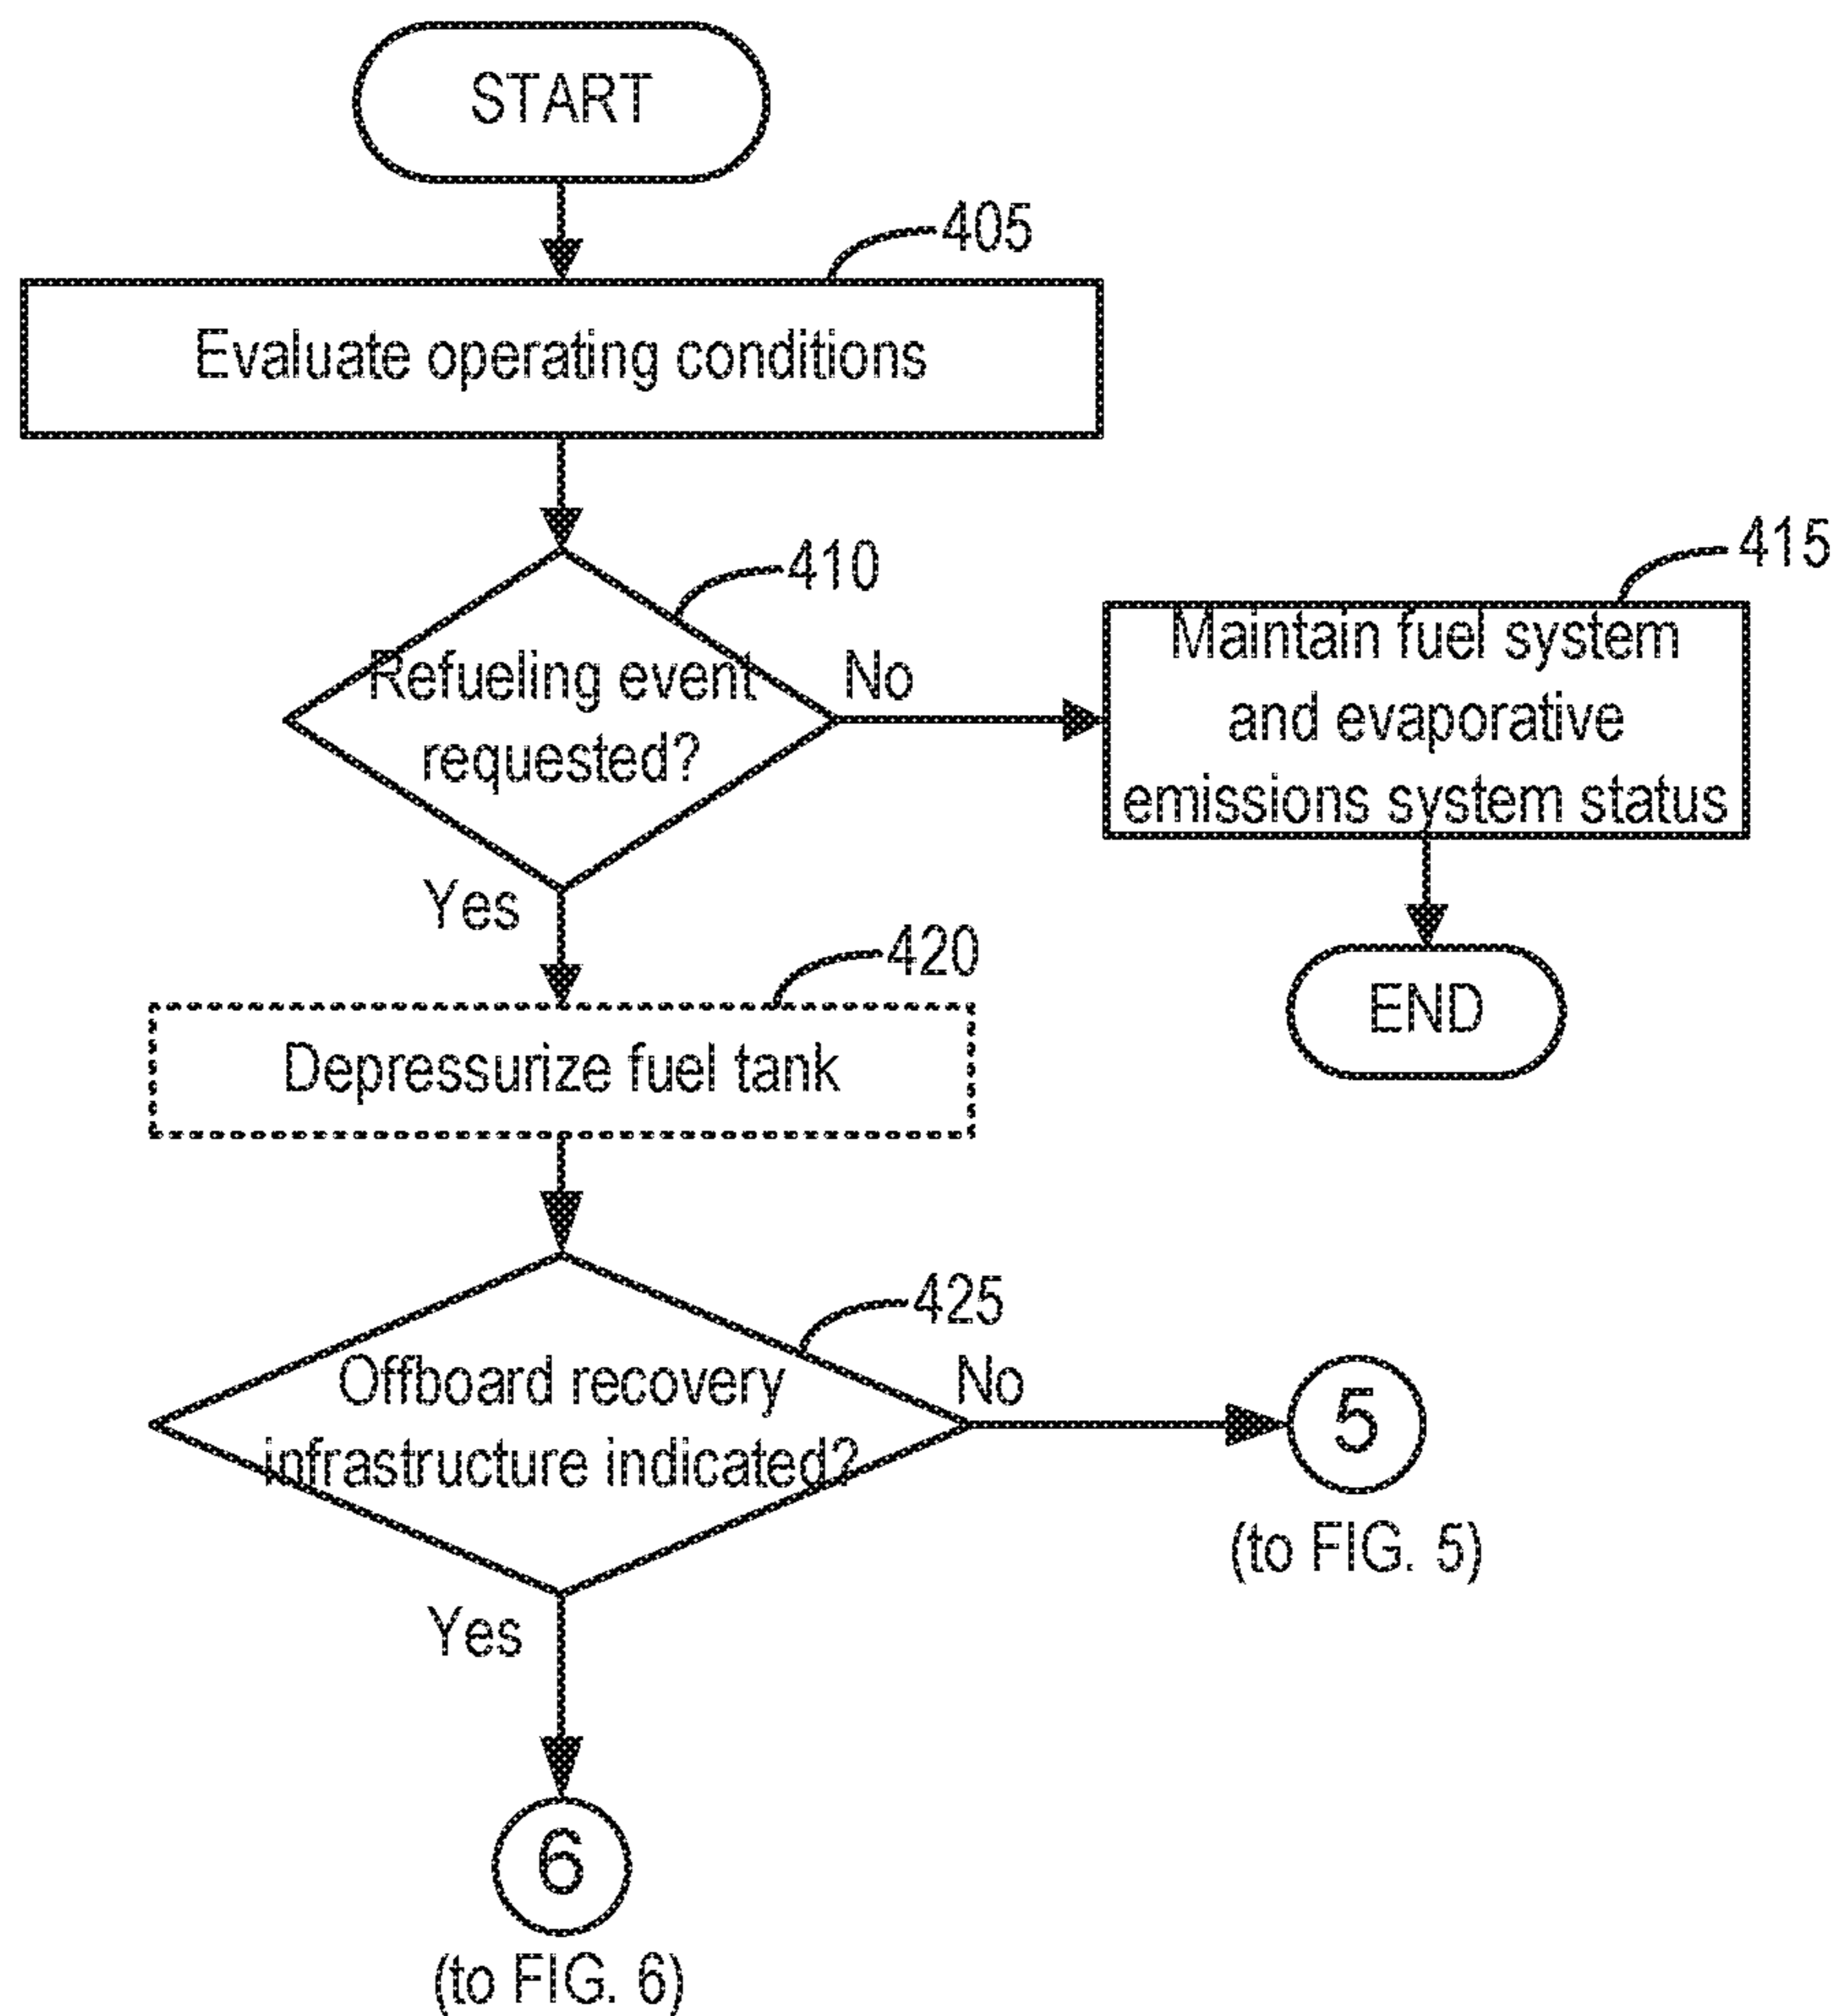 START
405
Evaluate operating conditions
410
415
Refueling event
requested?
No
Maintain fuel system
and evaporative
emissions system status
Yes
END
420
Depressurize fuel tank
425
Offboard recovery
infrastructure indicated?
No
5
(to FIG. 5)
Yes
6
(to FIG. 6)